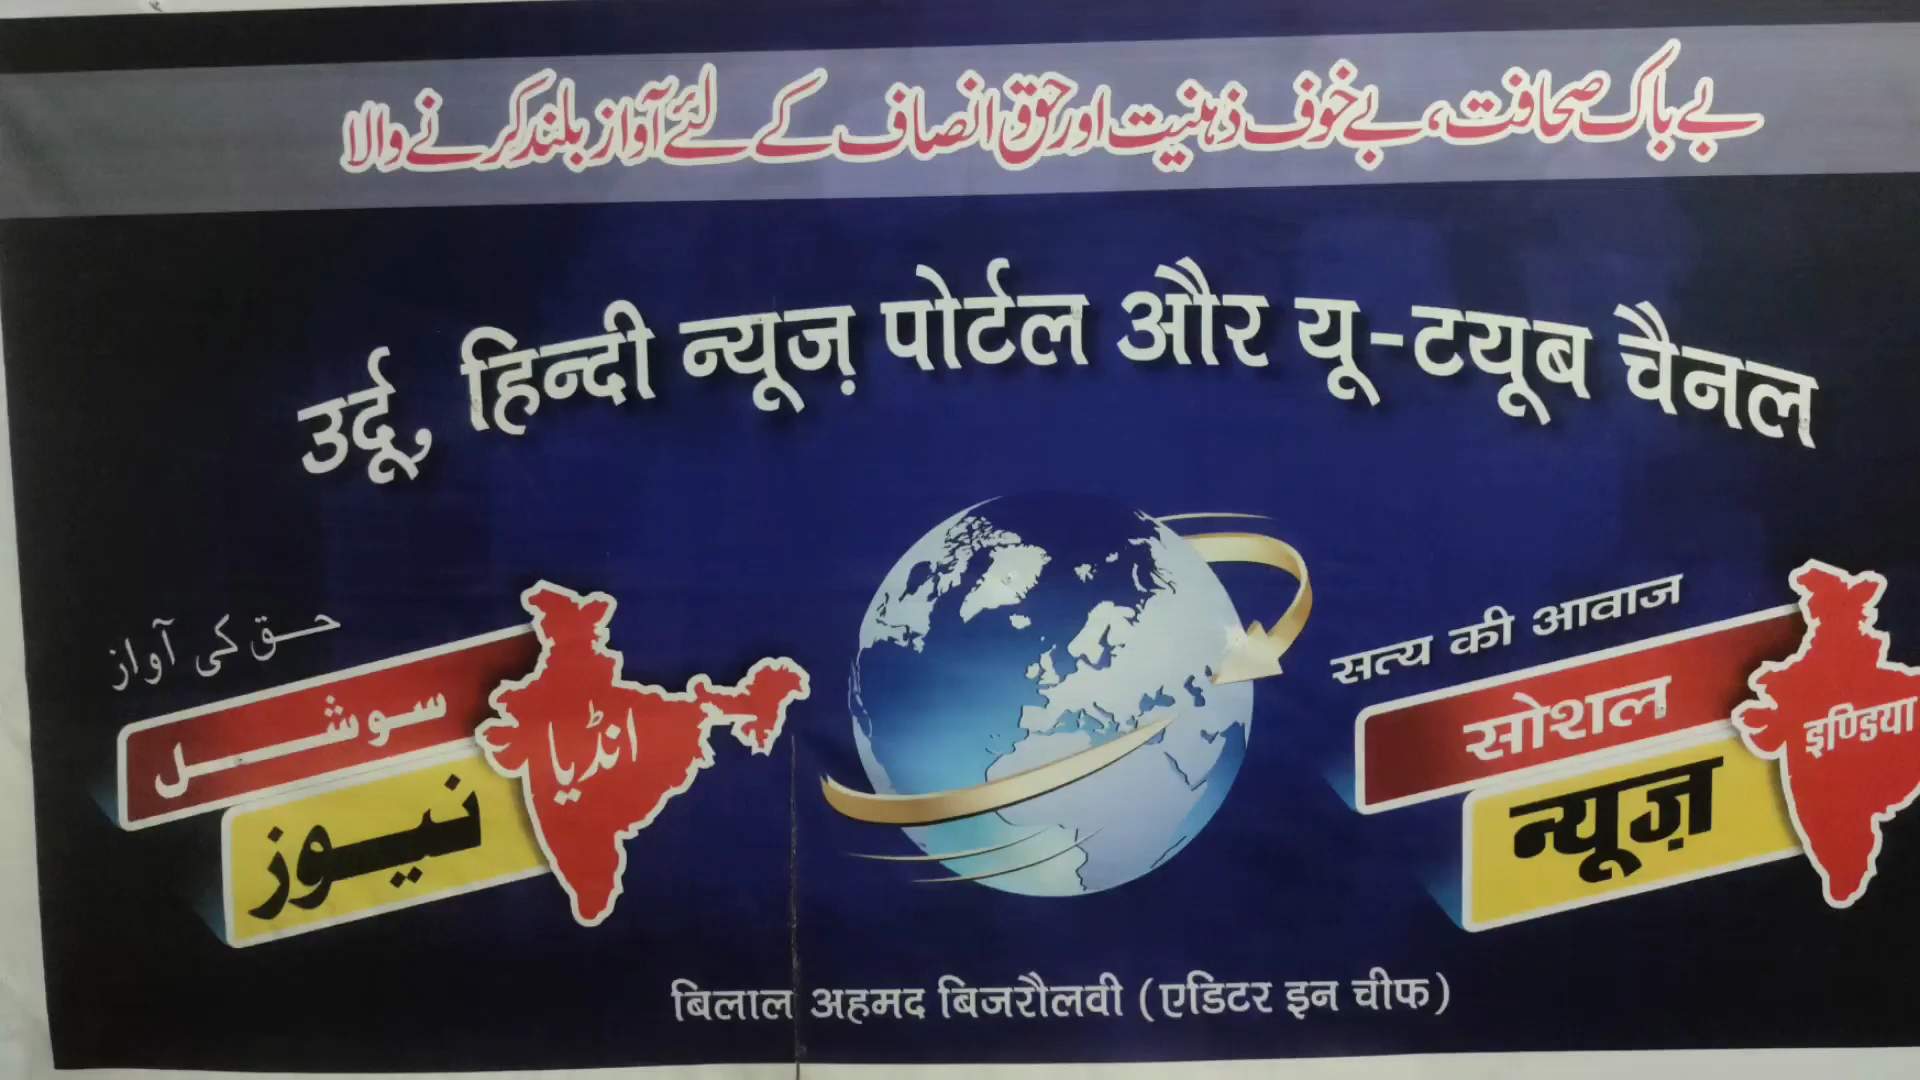 بے باک صحافت، بے خوف ذہنیت اور حق انصاف کے لئے آواز بلند کرنے والا
उर्दू, हिन्दी न्यूज़ पोर्टल और यू-टयूब चैनल
حق کی آواز
سوشل
نیوز
انڈیا
सत्य की आवाज
सोशल
न्यूज़
इण्डिया
बिलाल अहमद बिजरौलवी (एडिटर इन चीफ)